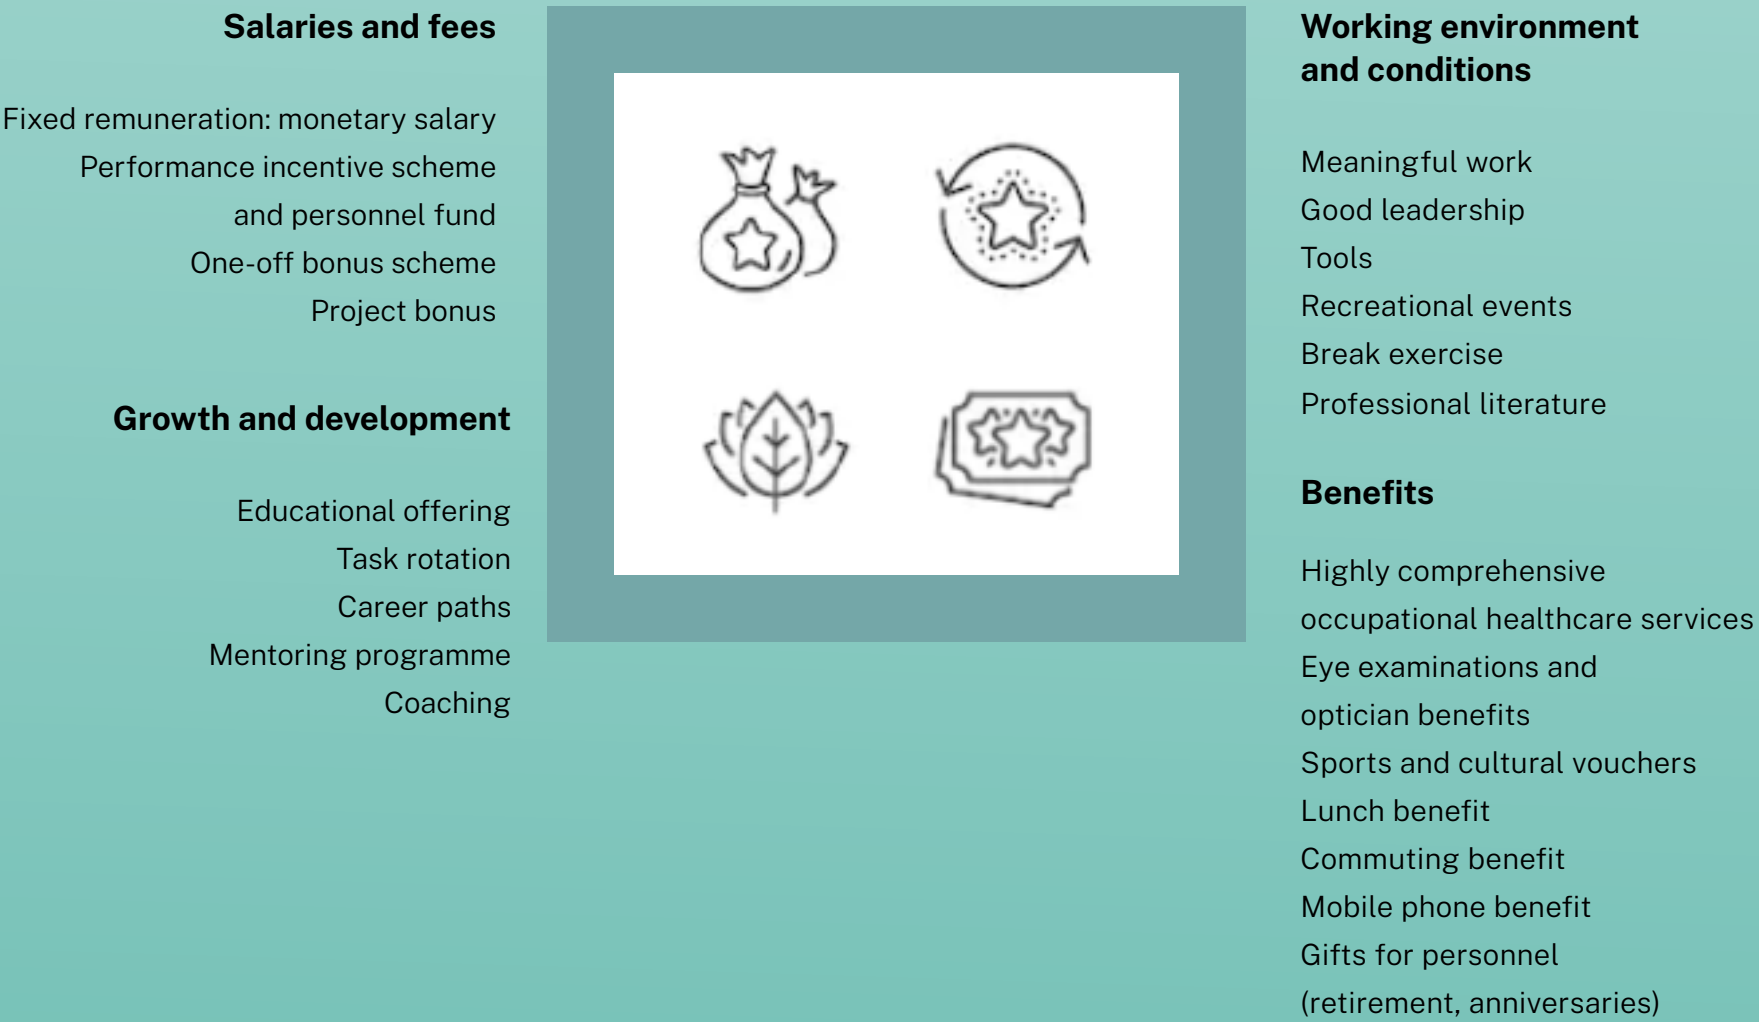 Salaries and fees
Fixed remuneration: monetary salary
Performance incentive scheme
and personnel fund
One-off bonus scheme
Project bonus
Growth and development
Educational offering
Task rotation
Career paths
Mentoring programme
Coaching
Working environment
and conditions
Meaningful work
Good leadership
Tools
Recreational events
Break exercise
Professional literature
Benefits
Highly comprehensive
occupational healthcare services
Eye examinations and
optician benefits
Sports and cultural vouchers
Lunch benefit
Commuting benefit
Mobile phone benefit
Gifts for personnel
(retirement, anniversaries)